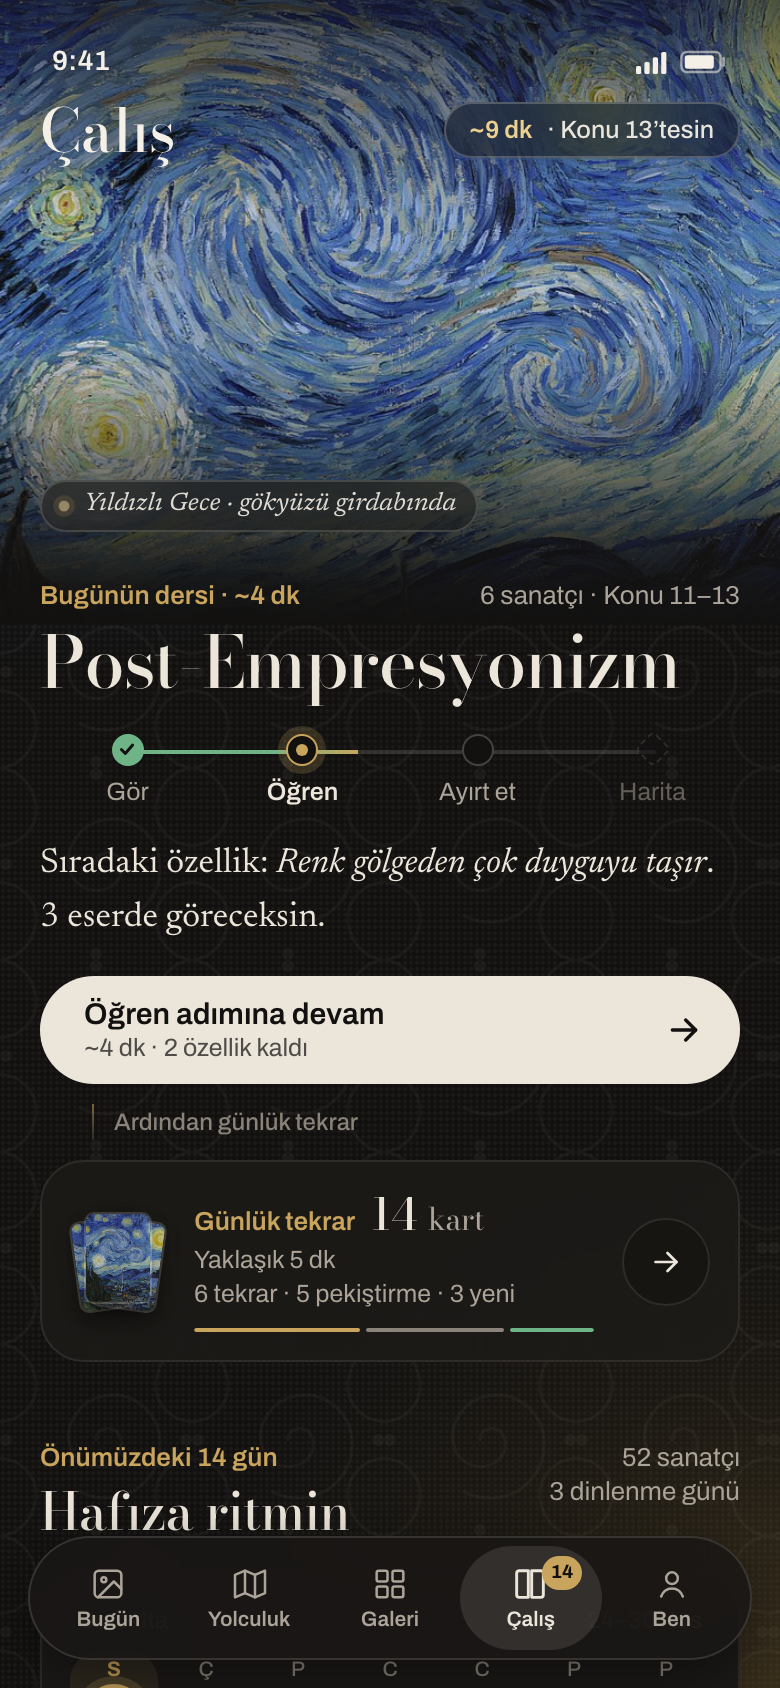 9:41
Çalış
~9 dk · Konu 13’tesin
Yıldızlı Gece · gökyüzü girdabında
Bugünün dersi · ~4 dk
6 sanatçı · Konu 11–13
Post-Empresyonizm
Gör
Öğren
Ayırt et
Harita
Sıradaki özellik: Renk gölgeden çok duyguyu taşır.
3 eserde göreceksin.
Öğren adımına devam
~4 dk · 2 özellik kaldı
Ardından günlük tekrar
Günlük tekrar 14 kart
Yaklaşık 5 dk
6 tekrar · 5 pekiştirme · 3 yeni
Önümüzdeki 14 gün
52 sanatçı
Hafıza ritmin
3 dinlenme günü
14
Bugün
Yolculuk
Galeri
Çalış
Ben
S Ç P C C P P